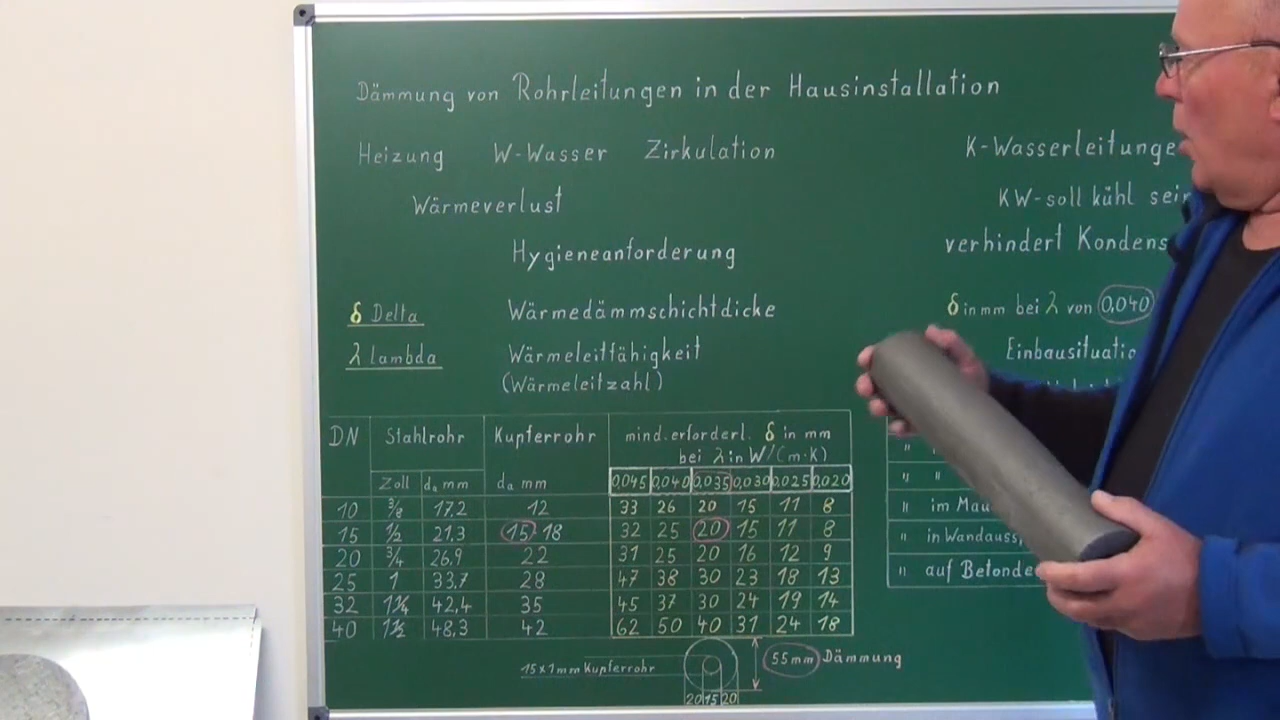 Dämmung von Rohrleitungen in der Hausinstallation
Heizung W-Wasser Zirkulation
Wärmeverlust
Hygieneanforderung
δ Delta Wärmedämmschichtdicke
λ lambda Wärmeleitfähigkeit
(Wärmeleitzahl)
K-Wasserleitunge
KW-soll kühl sein
verhindert Kondens
δ in mm bei λ von 0,040
Einbausituatio
DN Stahlrohr Kupferrohr mind. erforderl. δ in mm
bei λ in W/(m·K)
Zoll da mm da mm 0,045 0,040 0,035 0,030 0,025 0,020
10 3/8 17,2 12 33 26 20 15 11 8
15 1/2 21,3 15-18 32 25 20 15 11 8
20 3/4 26,9 22 31 25 20 16 12 9
25 1 33,7 28 47 38 30 23 18 13
32 1 1/4 42,4 35 45 37 30 24 19 14
40 1 1/2 48,3 42 62 50 40 31 24 18
15x1mm Kupferrohr 55mm Dämmung
20 15 20
" "
" "
" im Mau
" in Wandauss
" auf Betonde